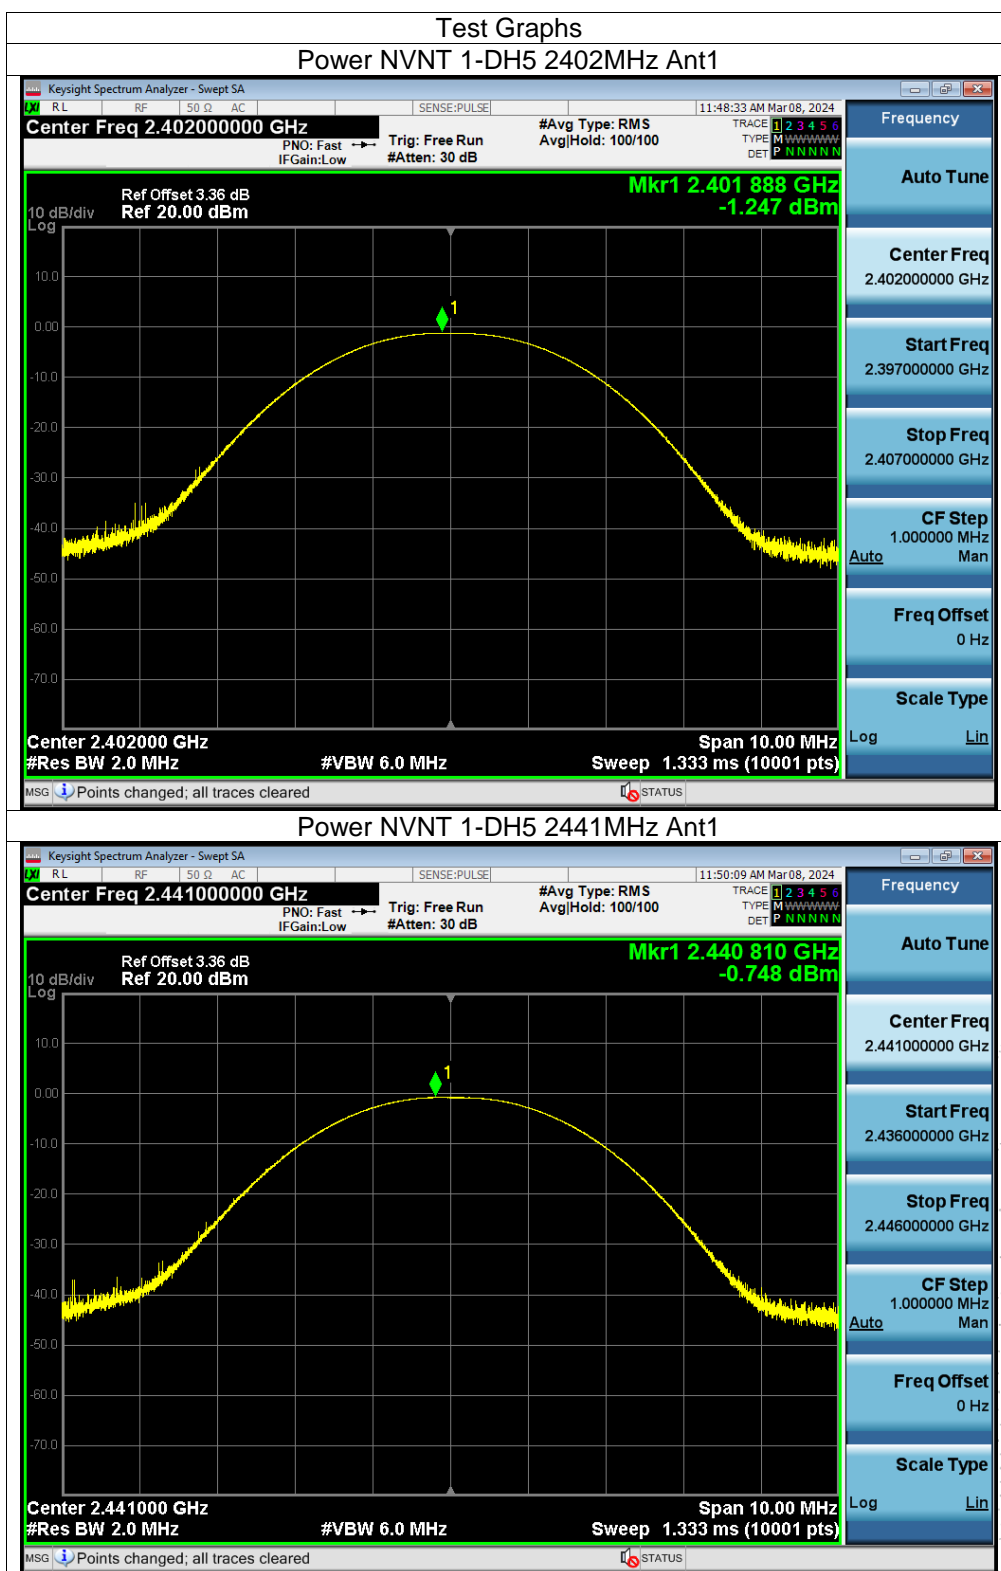 Test Graphs
Power NVNT 1-DH5 2402MHz Ant1
Keysight Spectrum Analyzer - Swept SA
LXI RL RF 50 Ω AC SENSE:PULSE 11:48:33 AM Mar 08, 2024
Center Freq 2.402000000 GHz #Avg Type: RMS TRACE 1 2 3 4 5 6 Frequency
PNO: Fast Trig: Free Run Avg|Hold: 100/100 TYPE M WWWWW
IFGain:Low #Atten: 30 dB DET P N N N N N
Auto Tune
Mkr1 2.401 888 GHz
Ref Offset 3.36 dB
10 dB/div Ref 20.00 dBm -1.247 dBm
Log
Center Freq
2.402000000 GHz
10.0
1
0.00
Start Freq
2.397000000 GHz
-10.0
-20.0
Stop Freq
2.407000000 GHz
-30.0
-40.0
CF Step
1.000000 MHz
Auto Man
-50.0
-60.0
Freq Offset
0 Hz
-70.0
Scale Type
Log Lin
Center 2.402000 GHz Span 10.00 MHz
#Res BW 2.0 MHz #VBW 6.0 MHz Sweep 1.333 ms (10001 pts)
MSG Points changed; all traces cleared STATUS
Power NVNT 1-DH5 2441MHz Ant1
Keysight Spectrum Analyzer - Swept SA
LXI RL RF 50 Ω AC SENSE:PULSE 11:50:09 AM Mar 08, 2024
Center Freq 2.441000000 GHz #Avg Type: RMS TRACE 1 2 3 4 5 6 Frequency
PNO: Fast Trig: Free Run Avg|Hold: 100/100 TYPE M WWWWW
IFGain:Low #Atten: 30 dB DET P N N N N N
Auto Tune
Mkr1 2.440 810 GHz
Ref Offset 3.36 dB
10 dB/div Ref 20.00 dBm -0.748 dBm
Log
Center Freq
2.441000000 GHz
10.0
1
0.00
Start Freq
2.436000000 GHz
-10.0
-20.0
Stop Freq
2.446000000 GHz
-30.0
-40.0
CF Step
1.000000 MHz
Auto Man
-50.0
-60.0
Freq Offset
0 Hz
-70.0
Scale Type
Log Lin
Center 2.441000 GHz Span 10.00 MHz
#Res BW 2.0 MHz #VBW 6.0 MHz Sweep 1.333 ms (10001 pts)
MSG Points changed; all traces cleared STATUS